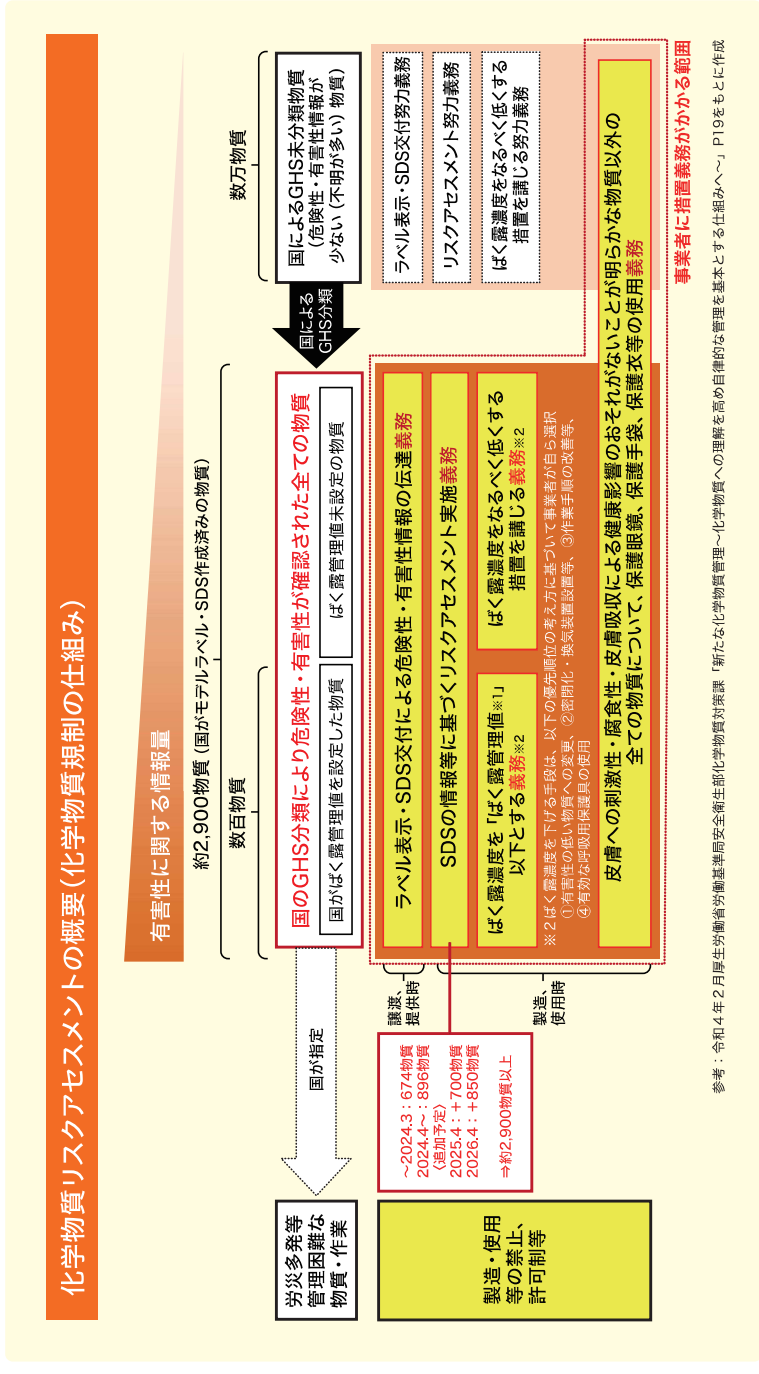 化学物質リスクアセスメントの概要（化学物質規制の仕組み）
有害性に関する情報量
約2,900物質（国がモデルラベル・SDS作成済みの物質）
数百物質
数万物質
労災多発等
管理困難な
物質・作業
国が指定
国のGHS分類により危険性・有害性が確認された全ての物質
国がばく露管理値を設定した物質
ばく露管理値未設定の物質
国による
GHS分類
国によるGHS未分類物質
（危険性・有害性情報が
少ない（不明が多い）物質）
製造・使用
等の禁止、
許可制等
～2024.3：674物質
2024.4～：896物質
〈追加予定〉
2025.4：＋700物質
2026.4：＋850物質
⇒約2,900物質以上
譲渡、
提供時
製造、
使用時
ラベル表示・SDS交付による危険性・有害性情報の伝達義務
SDSの情報等に基づくリスクアセスメント実施義務
ばく露濃度を「ばく露管理値※1」
以下とする義務※2
ばく露濃度をなるべく低くする
措置を講じる義務※2
※２ばく露濃度を下げる手段は、以下の優先順位の考え方に基づいて事業者が自ら選択
①有害性の低い物質への変更、②密閉化・換気装置設置等、③作業手順の改善等、
④有効な呼吸用保護具の使用
皮膚への刺激性・腐食性・皮膚吸収による健康影響のおそれがないことが明らかな物質以外の
全ての物質について、保護眼鏡、保護手袋、保護衣等の使用義務
ラベル表示・SDS交付努力義務
リスクアセスメント努力義務
ばく露濃度をなるべく低くする
措置を講じる努力義務
事業者に措置義務がかかる範囲
参考：令和４年２月厚生労働省労働基準局安全衛生部化学物質対策課「新たな化学物質管理～化学物質への理解を高め自律的な管理を基本とする仕組みへ～」P19をもとに作成